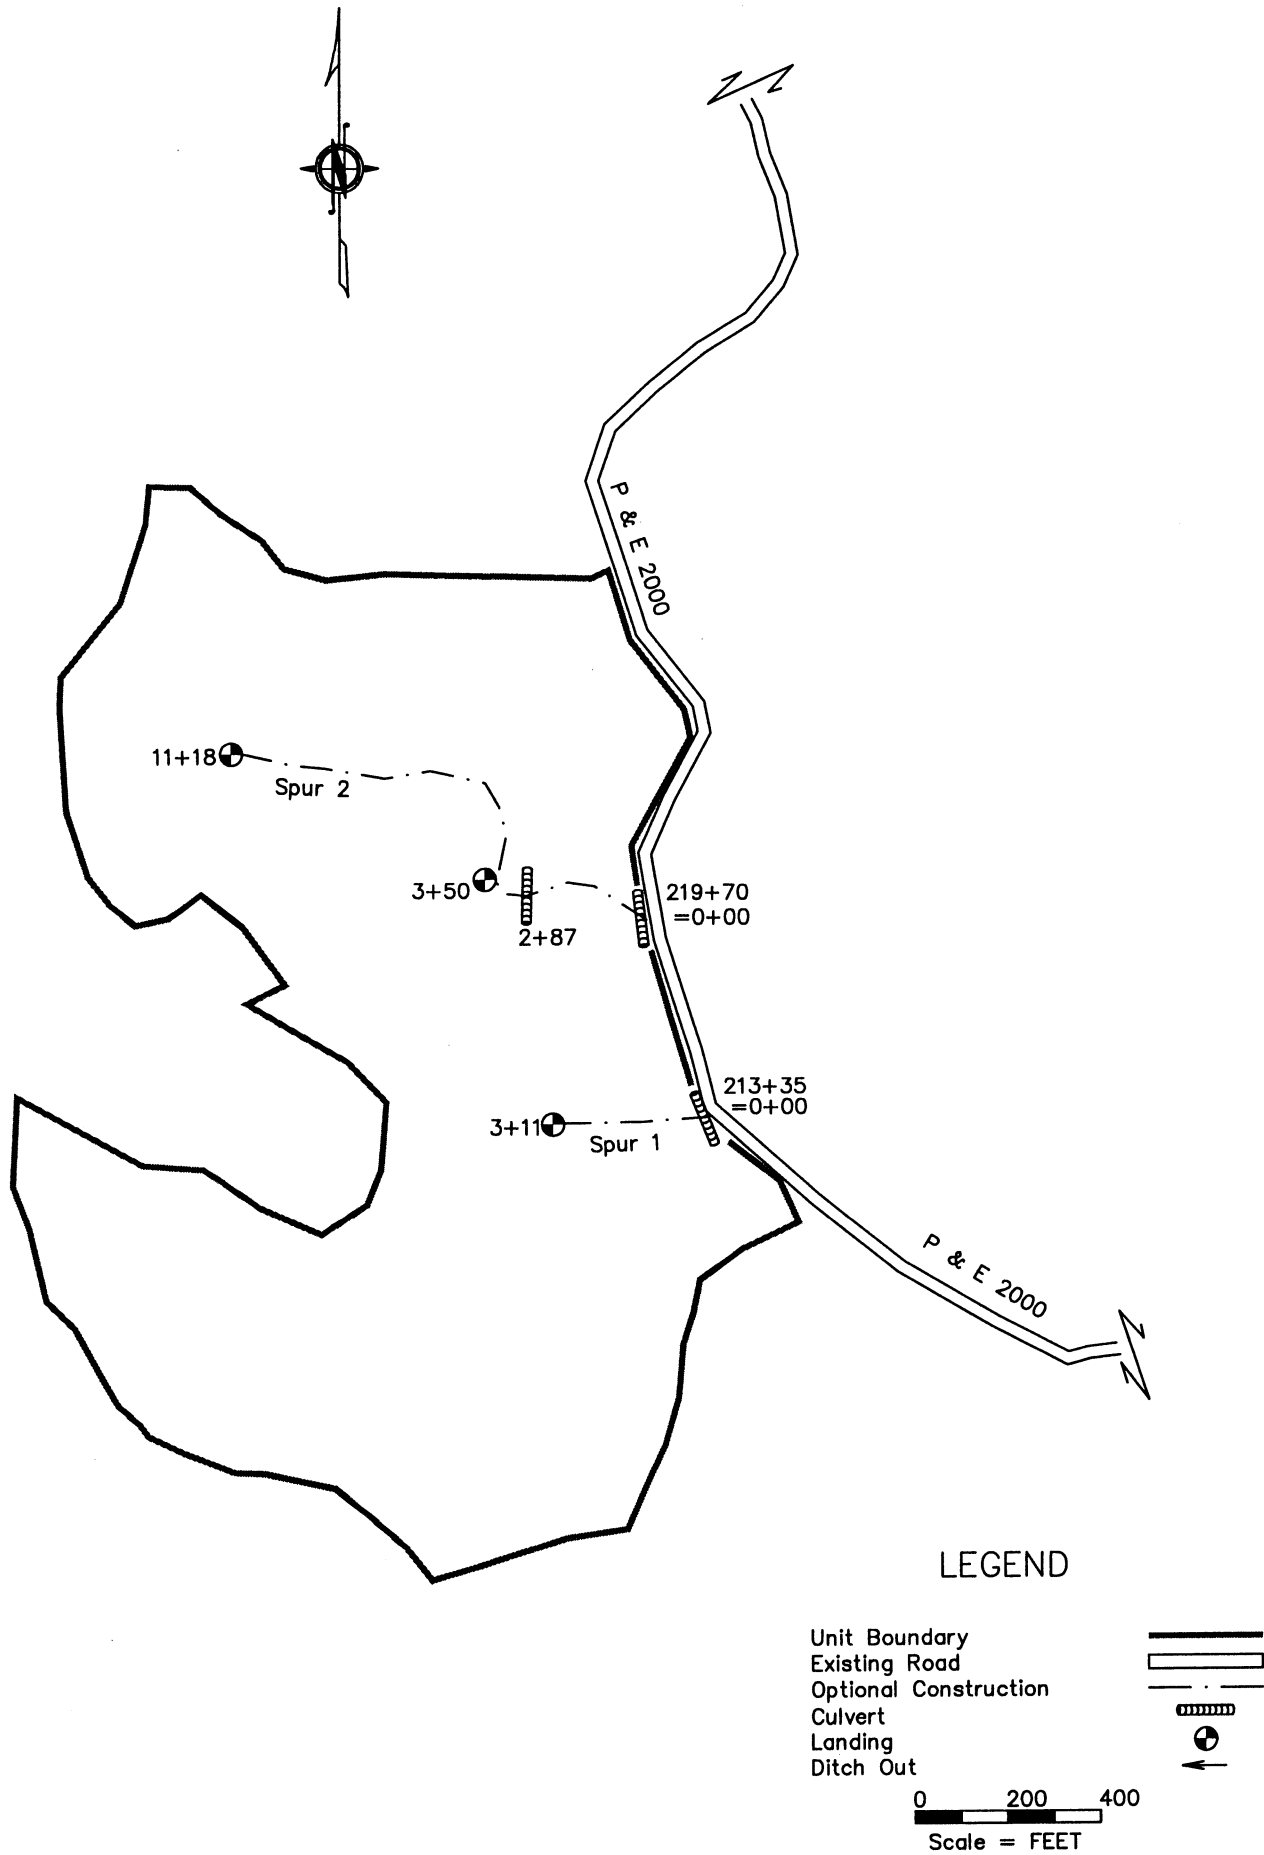 P & E 2000
11+18
Spur 2
3+50
2+87
219+70
=0+00
213+35
=0+00
3+11
Spur 1
P & E 2000
LEGEND
Unit Boundary
Existing Road
Optional Construction
Culvert
Landing
Ditch Out
0 200 400
Scale = FEET